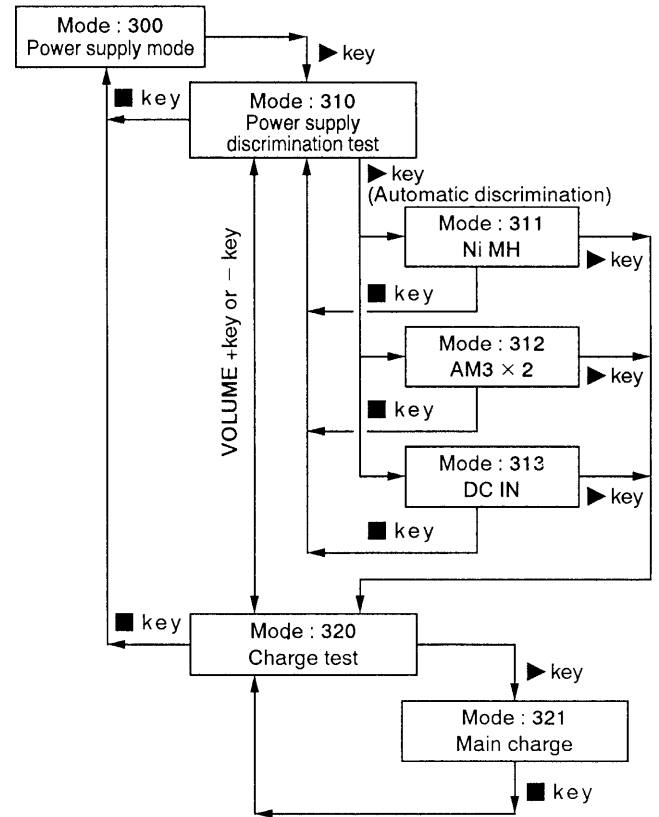 Mode : 300
Power supply mode
▶ key
■ key
Mode : 310
Power supply
discrimination test
▶ key
(Automatic discrimination)
Mode : 311
Ni MH
▶ key
■ key
VOLUME +key or - key
Mode : 312
AM3 × 2
▶ key
■ key
Mode : 313
DC IN
▶ key
■ key
■ key
Mode : 320
Charge test
▶ key
Mode : 321
Main charge
■ key